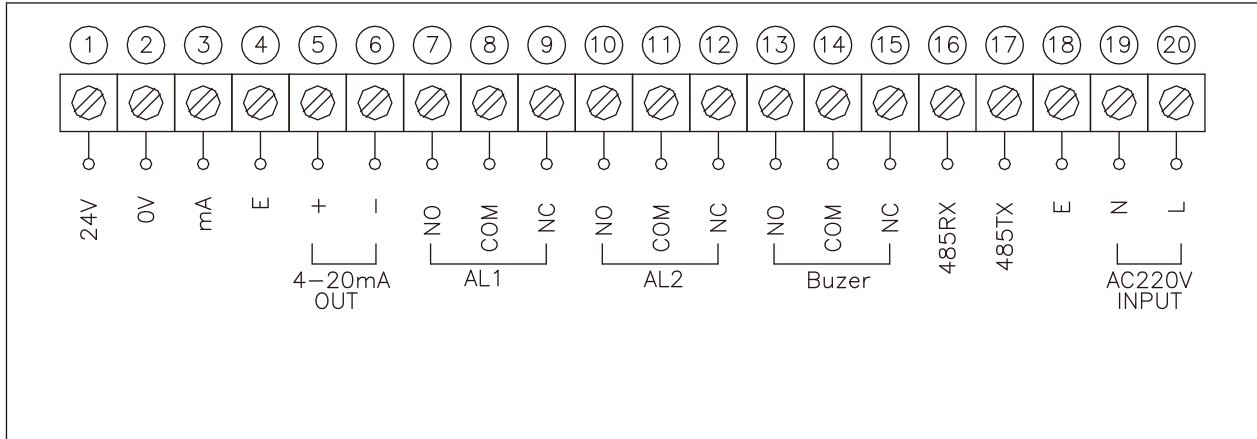 1 2 3 4 5 6 7 8 9 10 11 12 13 14 15 16 17 18 19 20
24V 0V mA E + - NO COM NC NO COM NC NO COM NC 485RX 485TX E N L
4-20mA AL1 AL2 Buzer AC220V
OUT INPUT